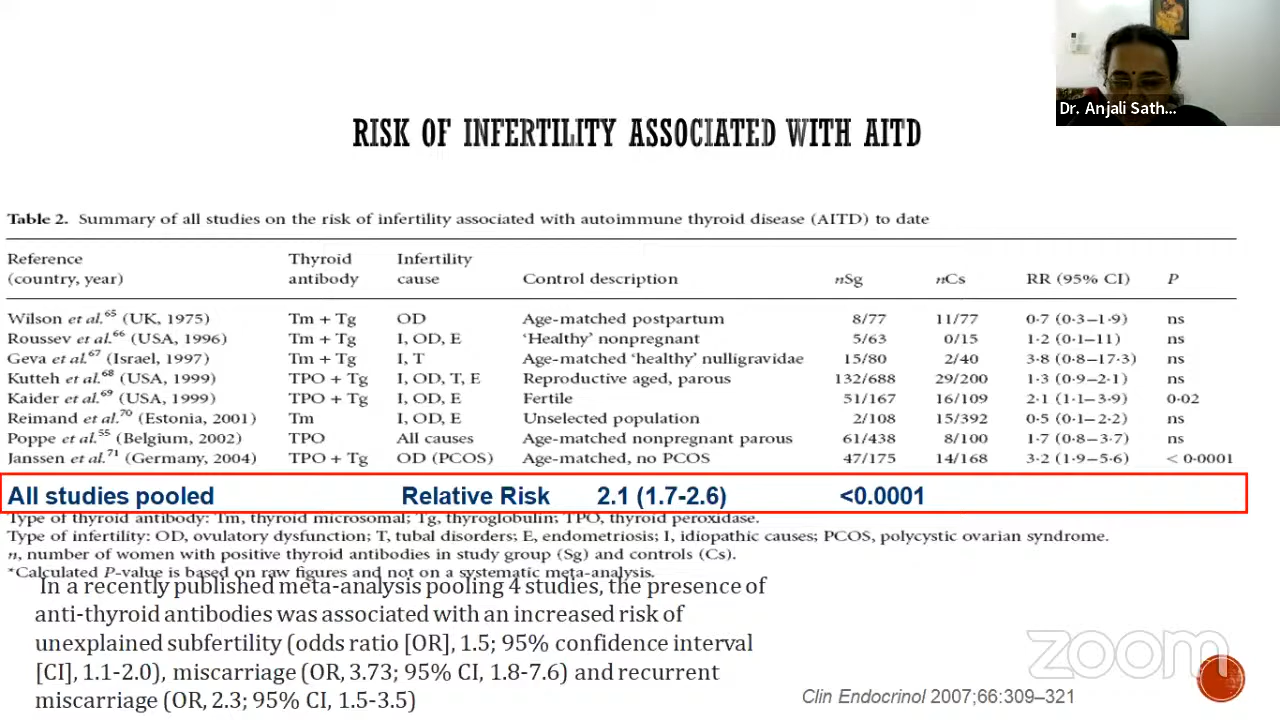 Dr. Anjali Sath...
RISK OF INFERTILITY ASSOCIATED WITH AITD
Table 2. Summary of all studies on the risk of infertility associated with autoimmune thyroid disease (AITD) to date
Reference (country, year) Thyroid antibody Infertility cause Control description nSg nCs RR (95% CI) P
Wilson et al.65 (UK, 1975) Tm + Tg OD Age-matched postpartum 8/77 11/77 0·7 (0·3–1·9) ns
Roussev et al.66 (USA, 1996) Tm + Tg I, OD, E 'Healthy' nonpregnant 5/63 0/15 1·2 (0·1–11) ns
Geva et al.67 (Israel, 1997) Tm + Tg I, T Age-matched 'healthy' nulligravidae 15/80 2/40 3·8 (0·8–17·3) ns
Kutteh et al.68 (USA, 1999) TPO + Tg I, OD, T, E Reproductive aged, parous 132/688 29/200 1·3 (0·9–2·1) ns
Kaider et al.69 (USA, 1999) TPO + Tg I, OD, E Fertile 51/167 16/109 2·1 (1·1–3·9) 0·02
Reimand et al.70 (Estonia, 2001) Tm I, OD, E Unselected population 2/108 15/392 0·5 (0·1–2·2) ns
Poppe et al.55 (Belgium, 2002) TPO All causes Age-matched nonpregnant parous 61/438 8/100 1·7 (0·8–3·7) ns
Janssen et al.71 (Germany, 2004) TPO + Tg OD (PCOS) Age-matched, no PCOS 47/175 14/168 3·2 (1·9–5·6) < 0·0001
All studies pooled Relative Risk 2.1 (1.7-2.6) <0.0001
Type of thyroid antibody: Tm, thyroid microsomal; Tg, thyroglobulin; TPO, thyroid peroxidase.
Type of infertility: OD, ovulatory dysfunction; T, tubal disorders; E, endometriosis; I, idiopathic causes; PCOS, polycystic ovarian syndrome.
n, number of women with positive thyroid antibodies in study group (Sg) and controls (Cs).
*Calculated P-value is based on raw figures and not on a systematic meta-analysis.
In a recently published meta-analysis pooling 4 studies, the presence of
anti-thyroid antibodies was associated with an increased risk of
unexplained subfertility (odds ratio [OR], 1.5; 95% confidence interval
[CI], 1.1-2.0), miscarriage (OR, 3.73; 95% CI, 1.8-7.6) and recurrent
miscarriage (OR, 2.3; 95% CI, 1.5-3.5)
zoom
Clin Endocrinol 2007;66:309–321